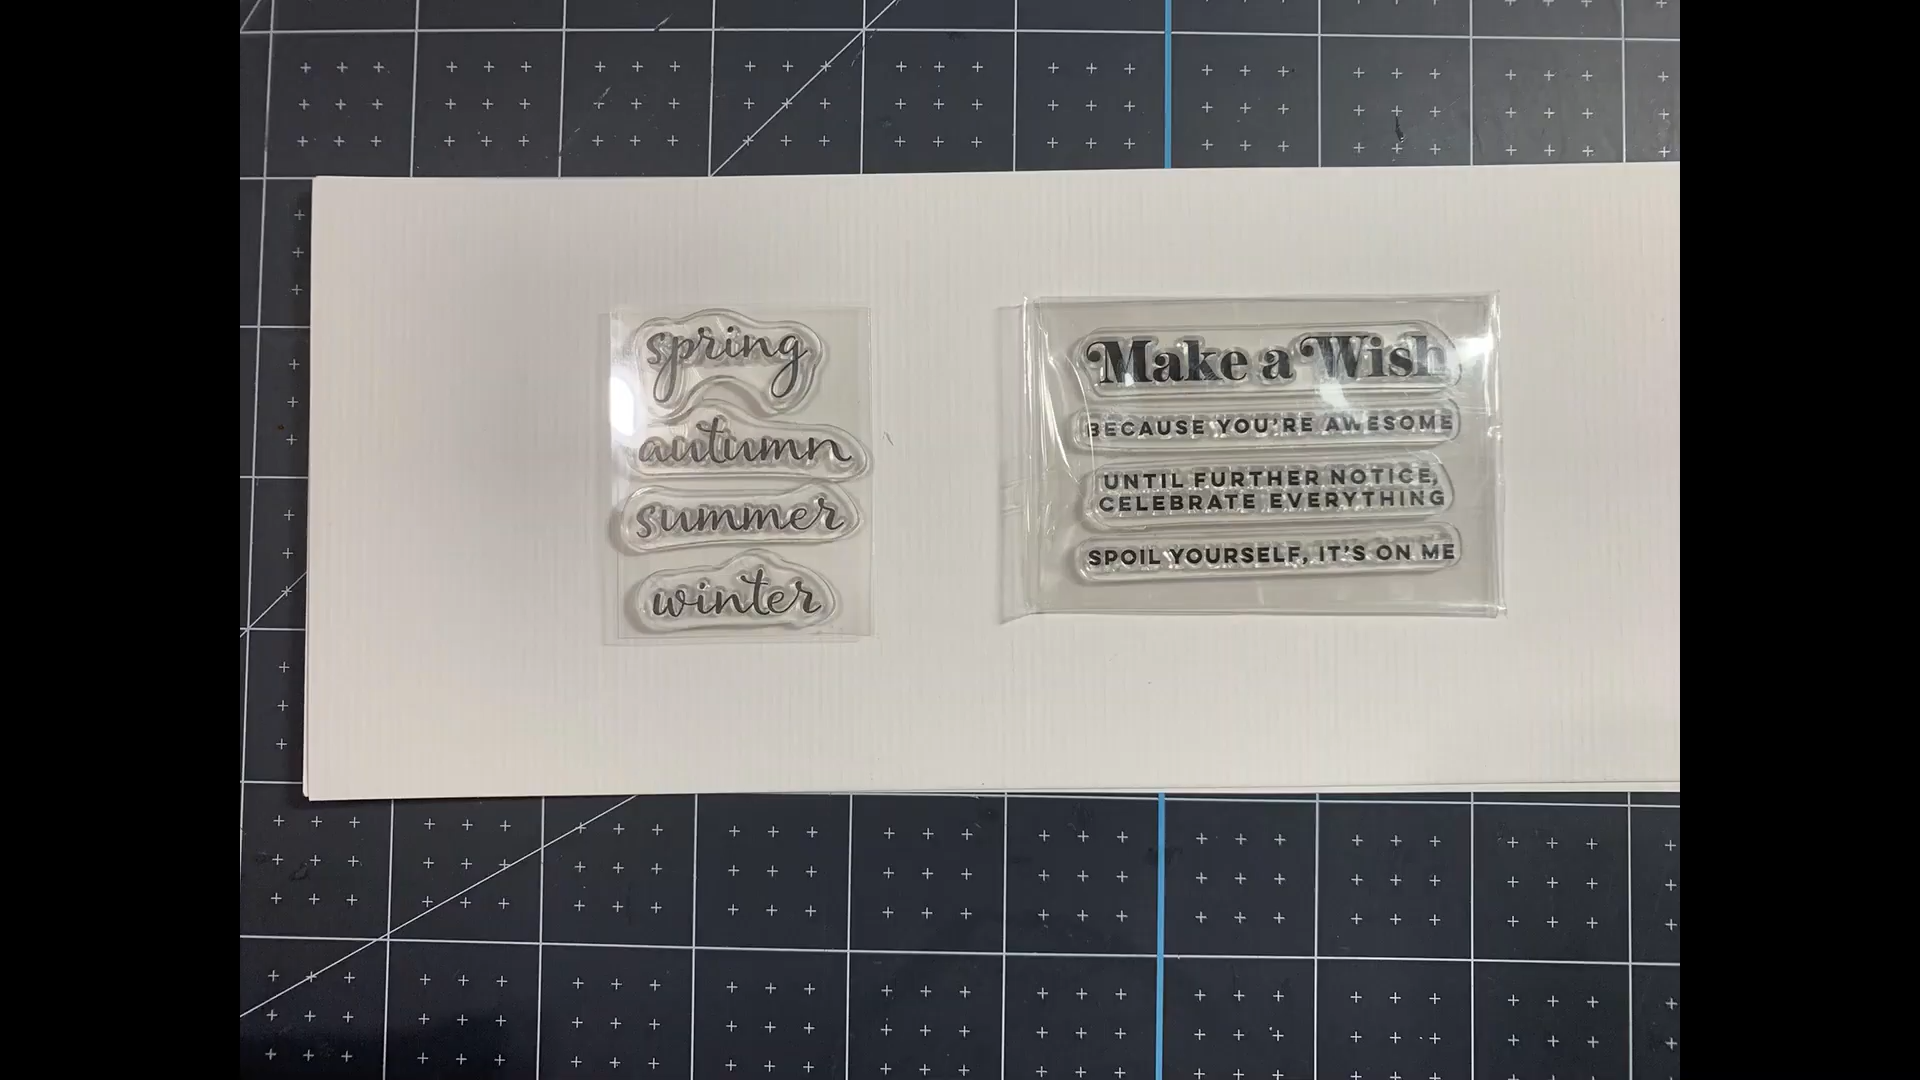 spring
autumn
summer
winter
Make a Wish
BECAUSE YOU'RE AWESOME
UNTIL FURTHER NOTICE,
CELEBRATE EVERYTHING
SPOIL YOURSELF, IT'S ON ME